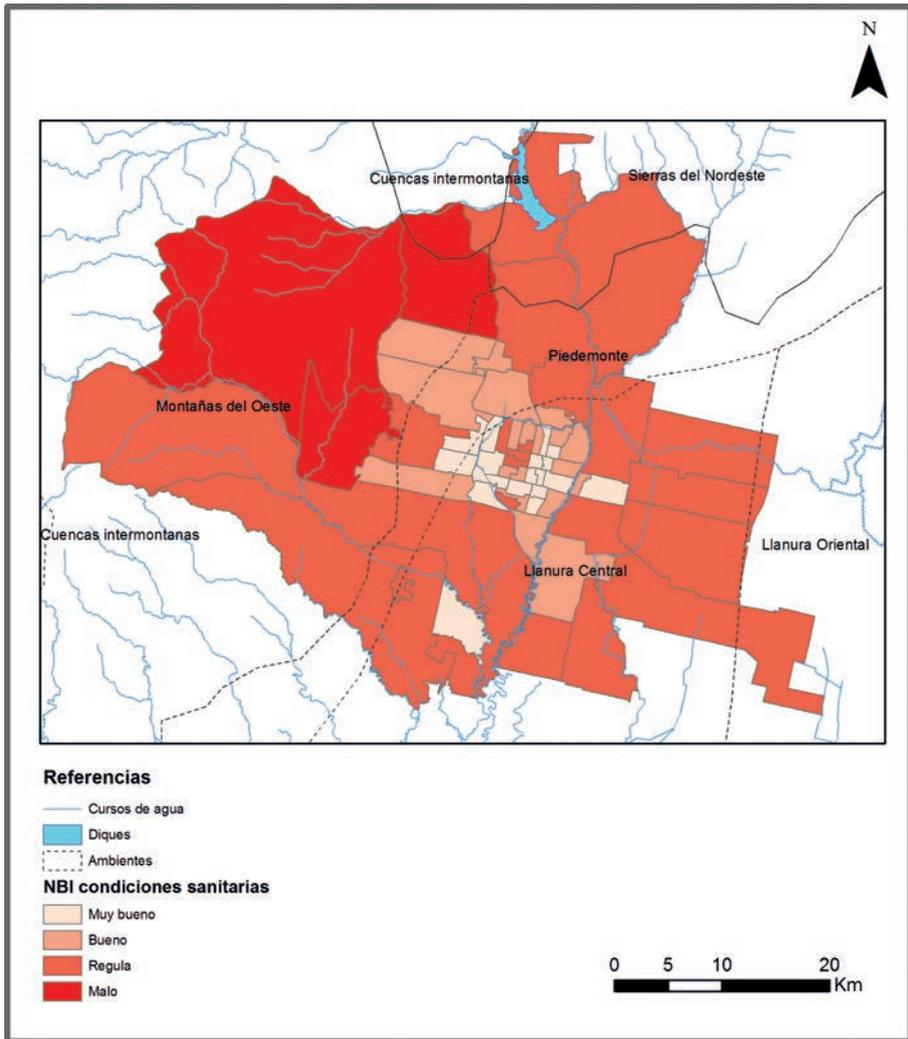 N
Cuencas intermontanas
Sierras del Nordeste
Piedemonte
Montañas del Oeste
Cuencas intermontanas
Llanura Oriental
Llanura Central
Referencias
Cursos de agua
Diques
Ambientes
NBI condiciones sanitarias
Muy bueno
Bueno
Regula
Malo
0 5 10 20
Km